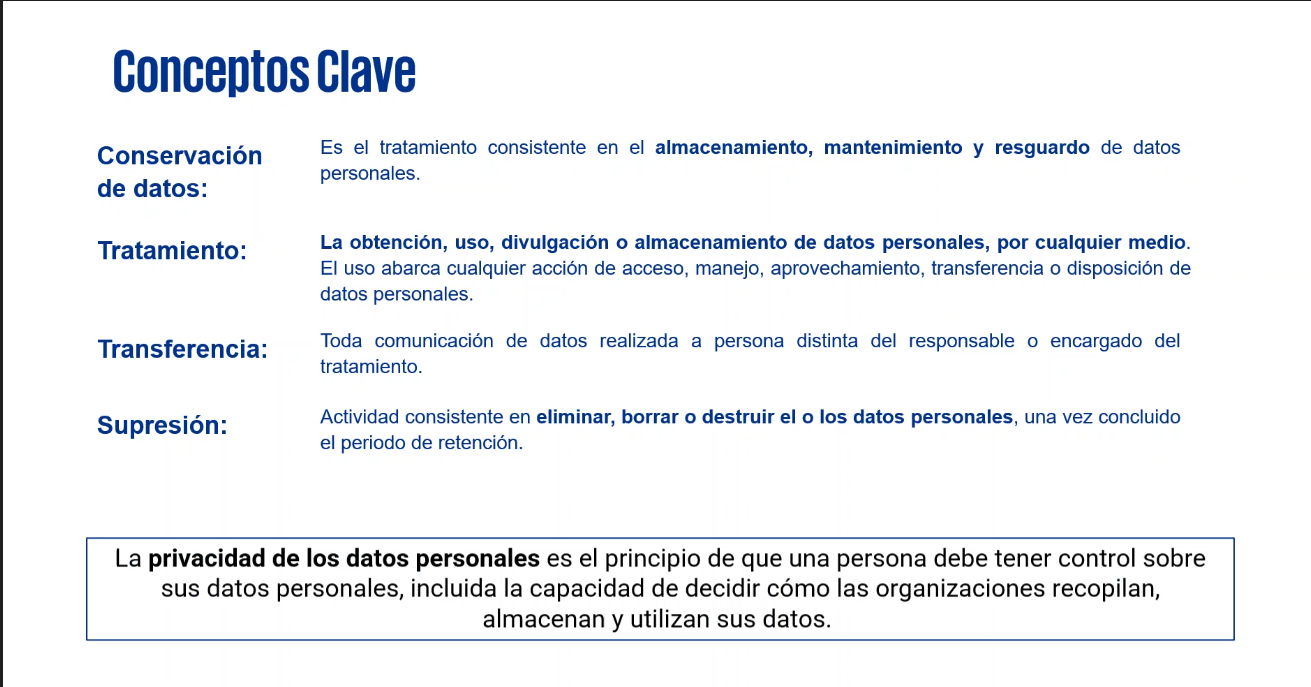 Conceptos Clave
Conservación
de datos:
Es el tratamiento consistente en el almacenamiento, mantenimiento y resguardo de datos
personales.
Tratamiento:
La obtención, uso, divulgación o almacenamiento de datos personales, por cualquier medio.
El uso abarca cualquier acción de acceso, manejo, aprovechamiento, transferencia o disposición de
datos personales.
Transferencia:
Toda comunicación de datos realizada a persona distinta del responsable o encargado del
tratamiento.
Supresión:
Actividad consistente en eliminar, borrar o destruir el o los datos personales, una vez concluido
el periodo de retención.
La privacidad de los datos personales es el principio de que una persona debe tener control sobre
sus datos personales, incluida la capacidad de decidir cómo las organizaciones recopilan,
almacenan y utilizan sus datos.